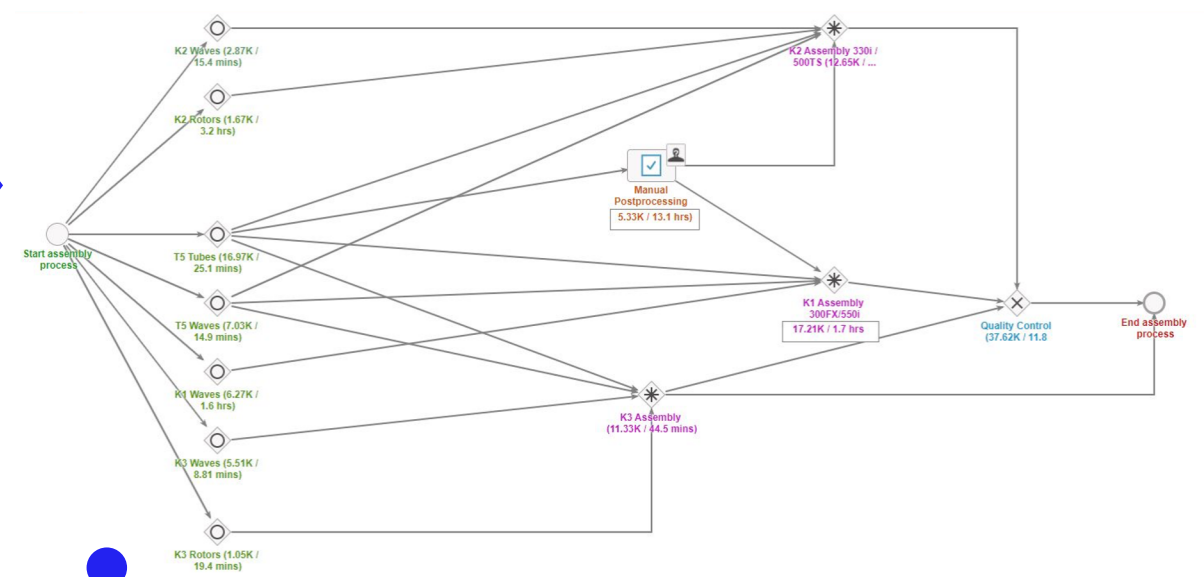 K2 Waves (2.87K /
15.4 mins)
K2 Assembly 330i /
500TS (12.65K / ...
K2 Rotors (1.67K /
3.2 hrs)
Manual
Postprocessing
5.33K / 13.1 hrs)
Start assembly
process
T5 Tubes (16.97K /
25.1 mins)
T5 Waves (7.03K /
14.9 mins)
K1 Assembly
300FX/550i
17.21K / 1.7 hrs
Quality Control
(37.62K / 11.8
End assembly
process
K1 Waves (6.27K /
1.6 hrs)
K3 Assembly
(11.33K / 44.5 mins)
K3 Waves (5.51K /
8.81 mins)
K3 Rotors (1.05K /
19.4 mins)